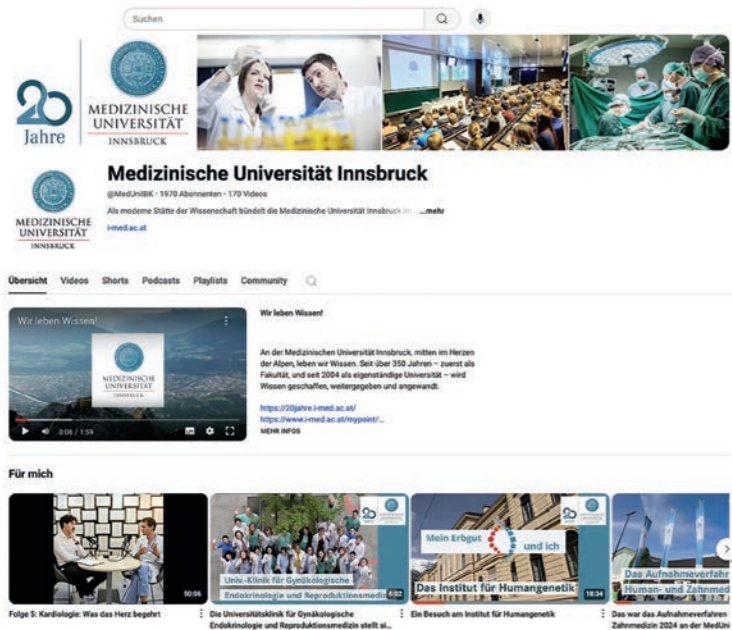 Suchen
20
Jahre
MEDIZINISCHE
UNIVERSITÄT
INNSBRUCK
MEDIZINISCHE
UNIVERSITÄT
INNSBRUCK
Medizinische Universität Innsbruck
@MedUniIBK · 1970 Abonnenten · 170 Videos
Als moderne Stätte der Wissenschaft bündelt die Medizinische Universität Innsbruck ...mehr
i-med.ac.at
Übersicht Videos Shorts Podcasts Playlists Community
Wir leben Wissen!
MEDIZINISCHE
UNIVERSITÄT
INNSBRUCK
0:06 / 1:59
Wir leben Wissen!
An der Medizinischen Universität Innsbruck, mitten im Herzen
der Alpen, leben wir Wissen. Seit über 350 Jahren – zuerst als
Fakultät, und seit 2004 als eigenständige Universität – wird
Wissen geschaffen, weitergegeben und angewandt.
https://20jahre.i-med.ac.at/
https://www.i-med.ac.at/mypoint/...
MEHR INFOS
Für mich
50:06
Folge 5: Kardiologie: Was das Herz begehrt
20
Univ.-Klinik für Gynäkologische
Endokrinologie und Reproduktionsmedizin
6:02
Die Universitätsklinik für Gynäkologische
Endokrinologie und Reproduktionsmedizin stellt si...
20
Mein Erbgut und ich
Das Institut für Humangenetik
18:34
Ein Besuch am Institut für Humangenetik
20
Das Aufnahmeverfahr
Human- und Zahnmed
Das war das Aufnahmeverfahren
Zahnmedizin 2024 an der MedUni